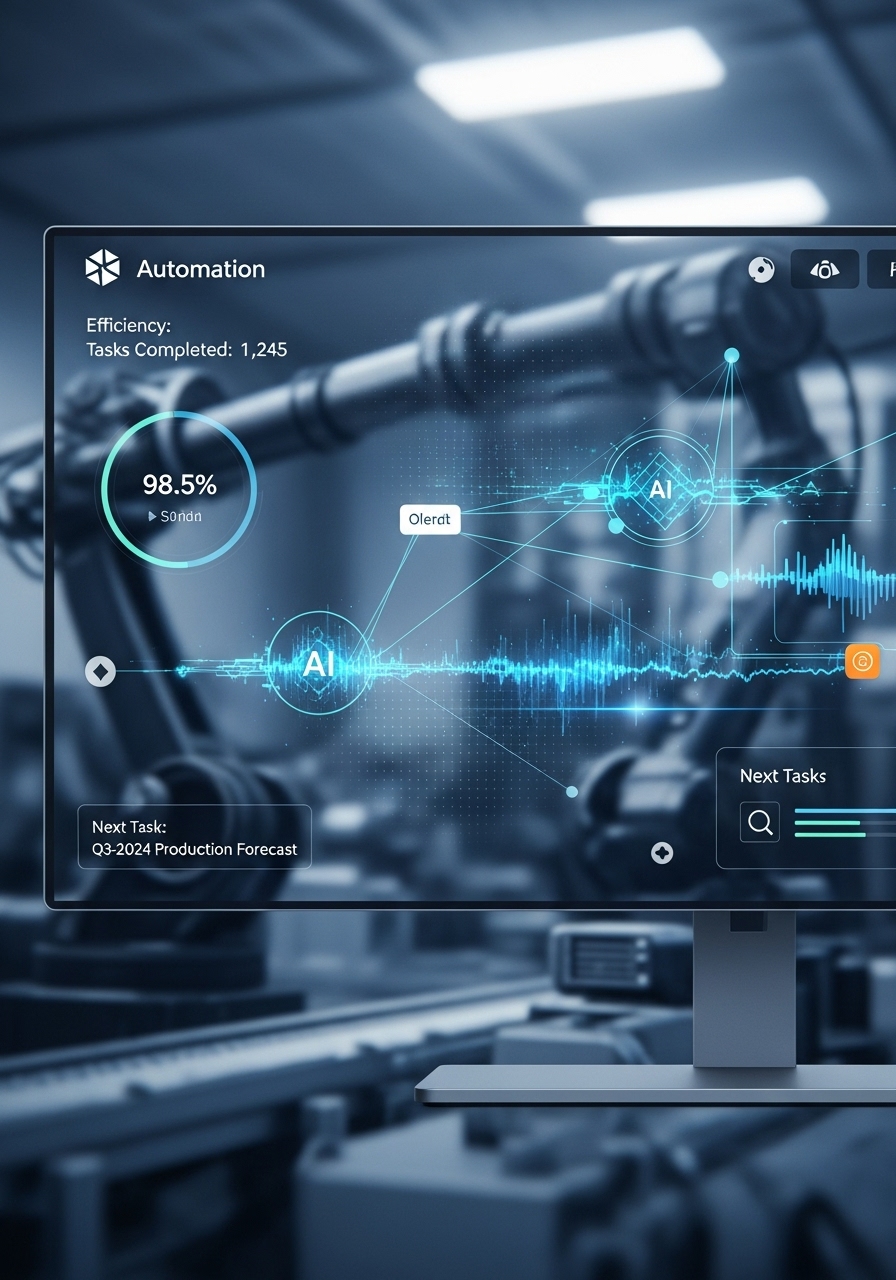 Automation
Efficiency:
Tasks Completed: 1,245
98.5%
AI
Olerdt
AI
Next Tasks
Next Task:
Q3-2024 Production Forecast